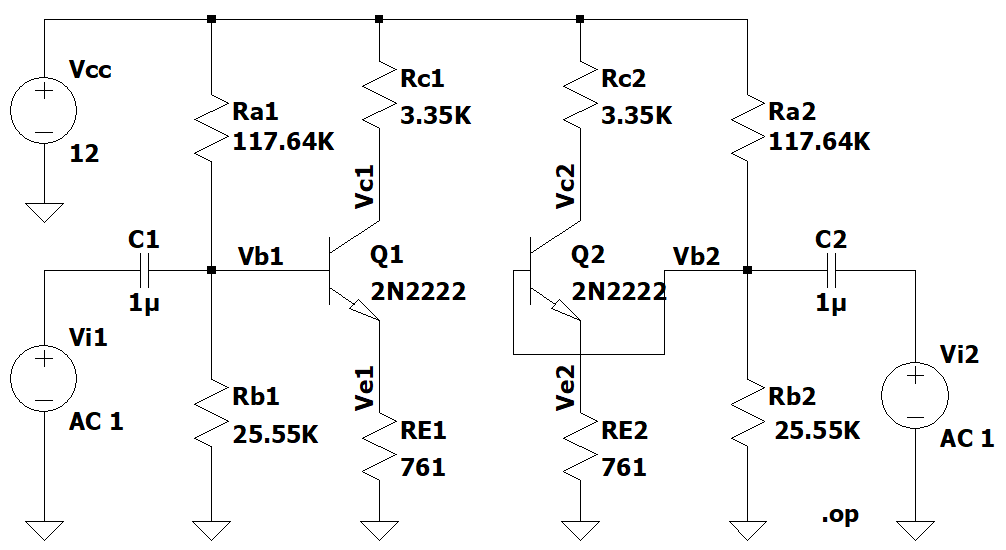 Vcc
12
Ra1
117.64K
Rc1
3.35K
Rc2
3.35K
Ra2
117.64K
Vc1
Vc2
C1
1µ
Vb1
Q1
2N2222
Q2
2N2222
Vb2
C2
1µ
Vi1
AC 1
Rb1
25.55K
Ve1
RE1
761
Ve2
RE2
761
Rb2
25.55K
Vi2
AC 1
.op